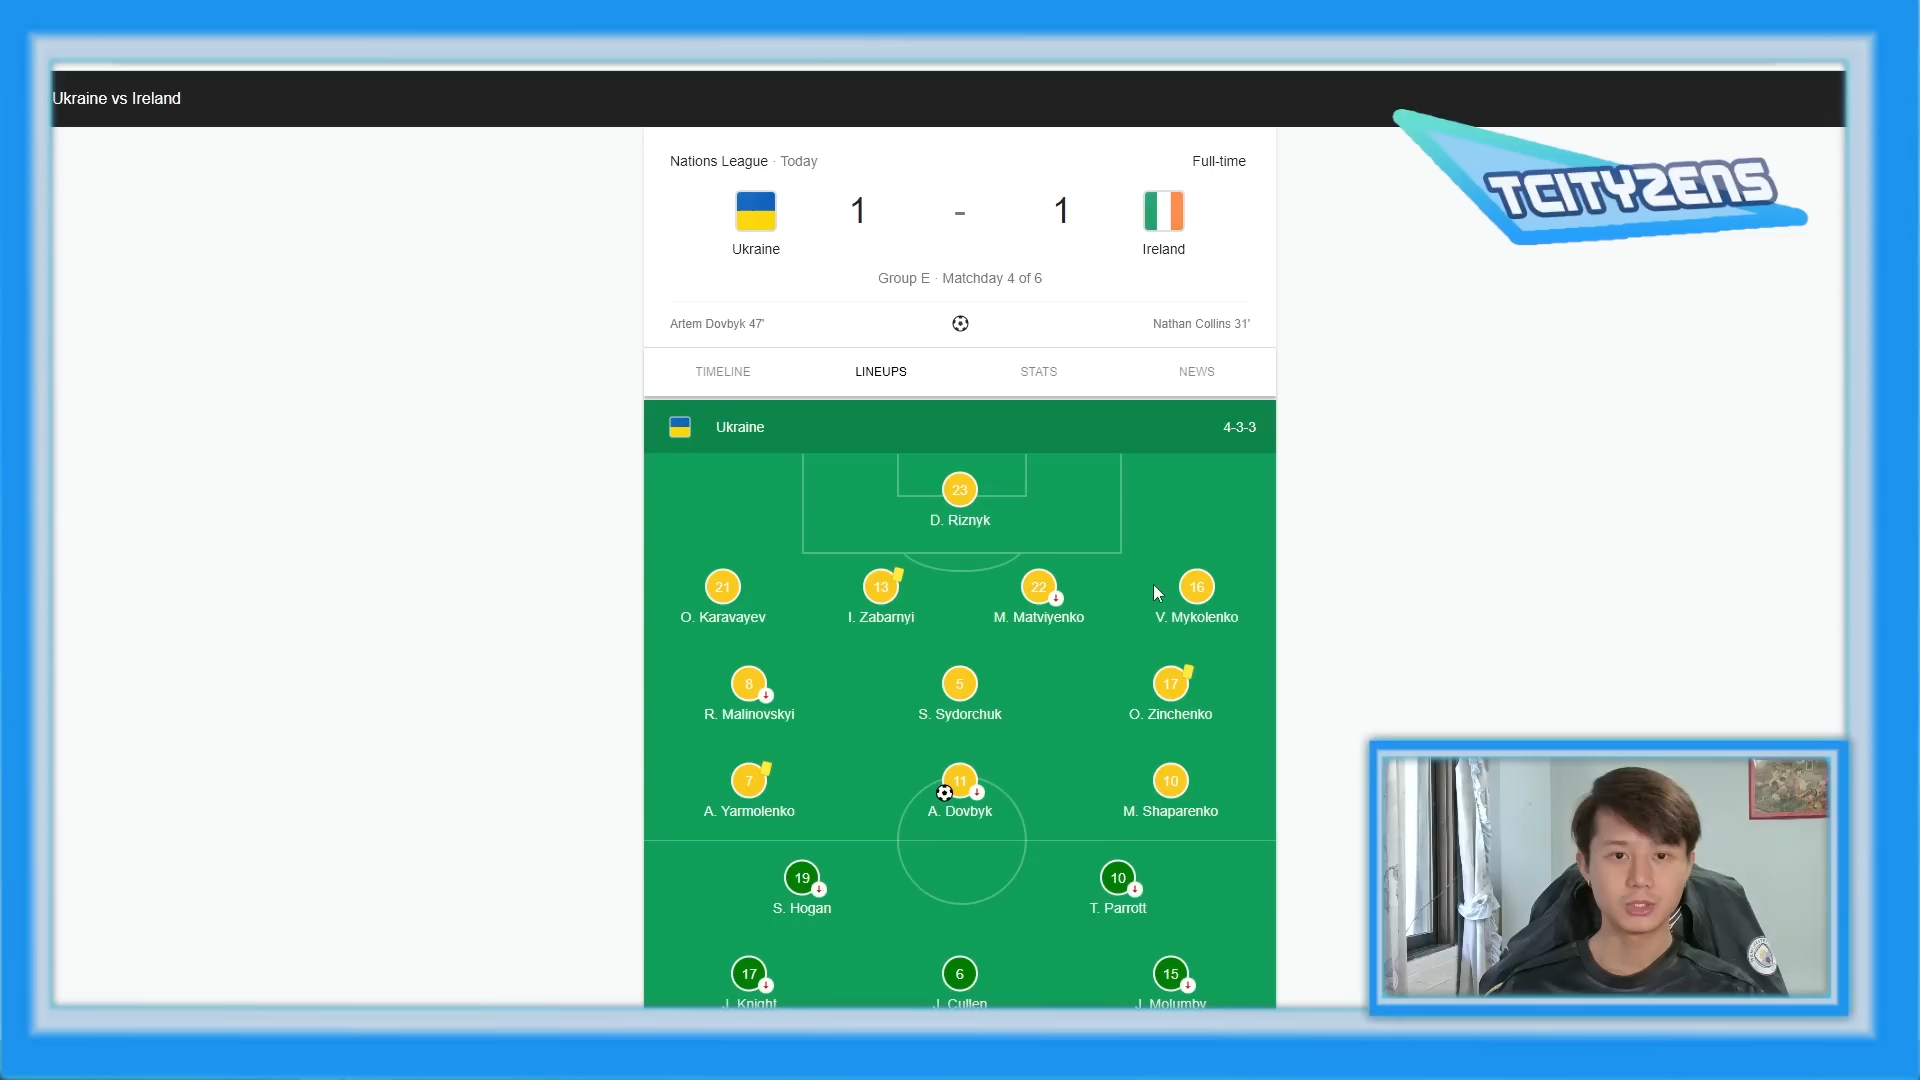 Ukraine vs Ireland
TCITYZENS
Nations League · Today
Full-time
1 - 1
Ukraine
Ireland
Group E · Matchday 4 of 6
Artem Dovbyk 47'
Nathan Collins 31'
TIMELINE
LINEUPS
STATS
NEWS
Ukraine
4-3-3
23
D. Riznyk
21
13
22
16
O. Karavayev
I. Zabarnyi
M. Matviyenko
V. Mykolenko
8
5
17
R. Malinovskyi
S. Sydorchuk
O. Zinchenko
7
11
10
A. Yarmolenko
A. Dovbyk
M. Shaparenko
19
10
S. Hogan
T. Parrott
17
6
15
J. Knight
J. Cullen
J. Molumby